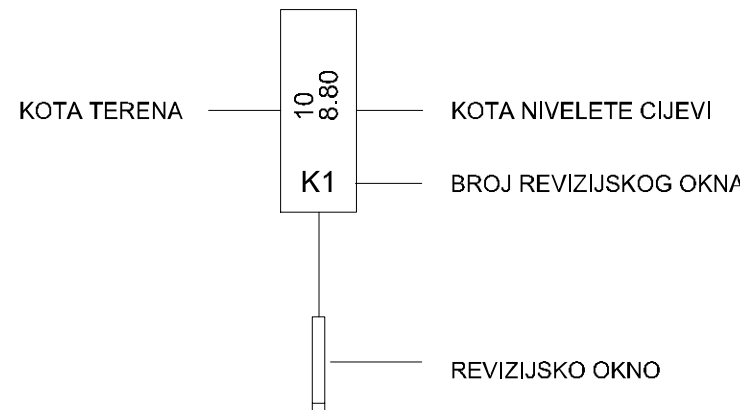 KOTA TERENA
10
8.80
KOTA NIVELETE CIJEVI
K1
BROJ REVIZIJSKOG OKNA
REVIZIJSKO OKNO